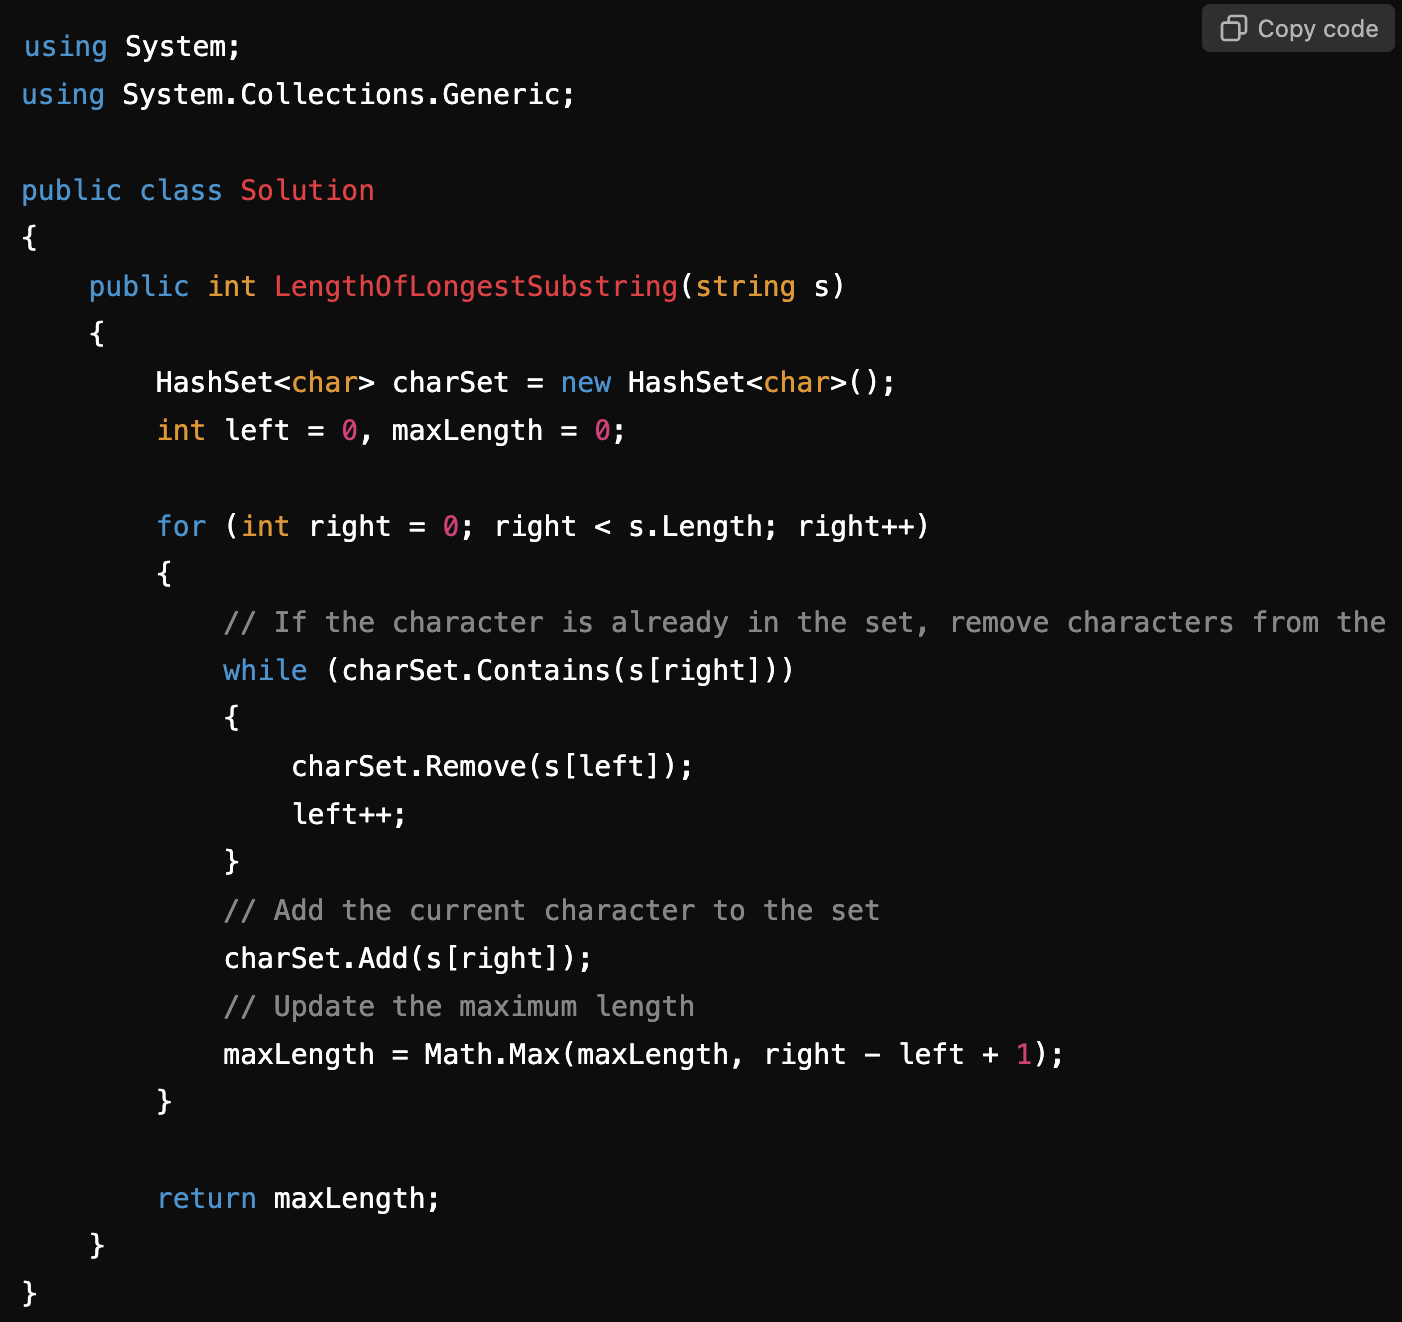 Copy code
using System;
using System.Collections.Generic;

public class Solution
{
    public int LengthOfLongestSubstring(string s)
    {
        HashSet<char> charSet = new HashSet<char>();
        int left = 0, maxLength = 0;

        for (int right = 0; right < s.Length; right++)
        {
            // If the character is already in the set, remove characters from the
            while (charSet.Contains(s[right]))
            {
                charSet.Remove(s[left]);
                left++;
            }
            // Add the current character to the set
            charSet.Add(s[right]);
            // Update the maximum length
            maxLength = Math.Max(maxLength, right - left + 1);
        }

        return maxLength;
    }
}